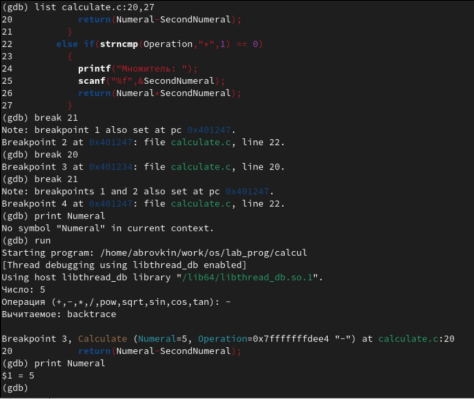 (gdb) list calculate.c:20,27
20 return(Numeral-SecondNumeral);
21 }
22 else if(strncmp(Operation,"*",1) == 0)
23 {
24 printf("Множитель: ");
25 scanf("%f",&SecondNumeral);
26 return(Numeral*SecondNumeral);
27 }
(gdb) break 21
Note: breakpoint 1 also set at pc 0x401247.
Breakpoint 2 at 0x401247: file calculate.c, line 22.
(gdb) break 20
Breakpoint 3 at 0x401234: file calculate.c, line 20.
(gdb) break 21
Note: breakpoints 1 and 2 also set at pc 0x401247.
Breakpoint 4 at 0x401247: file calculate.c, line 22.
(gdb) print Numeral
No symbol "Numeral" in current context.
(gdb) run
Starting program: /home/abrovkin/work/os/lab_prog/calcul
[Thread debugging using libthread_db enabled]
Using host libthread_db library "/lib64/libthread_db.so.1".
Число: 5
Операция (+,-,*,/,pow,sqrt,sin,cos,tan): -
Вычитаемое: backtrace
Breakpoint 3, Calculate (Numeral=5, Operation=0x7fffffffdee4 "-") at calculate.c:20
20 return(Numeral-SecondNumeral);
(gdb) print Numeral
$1 = 5
(gdb)